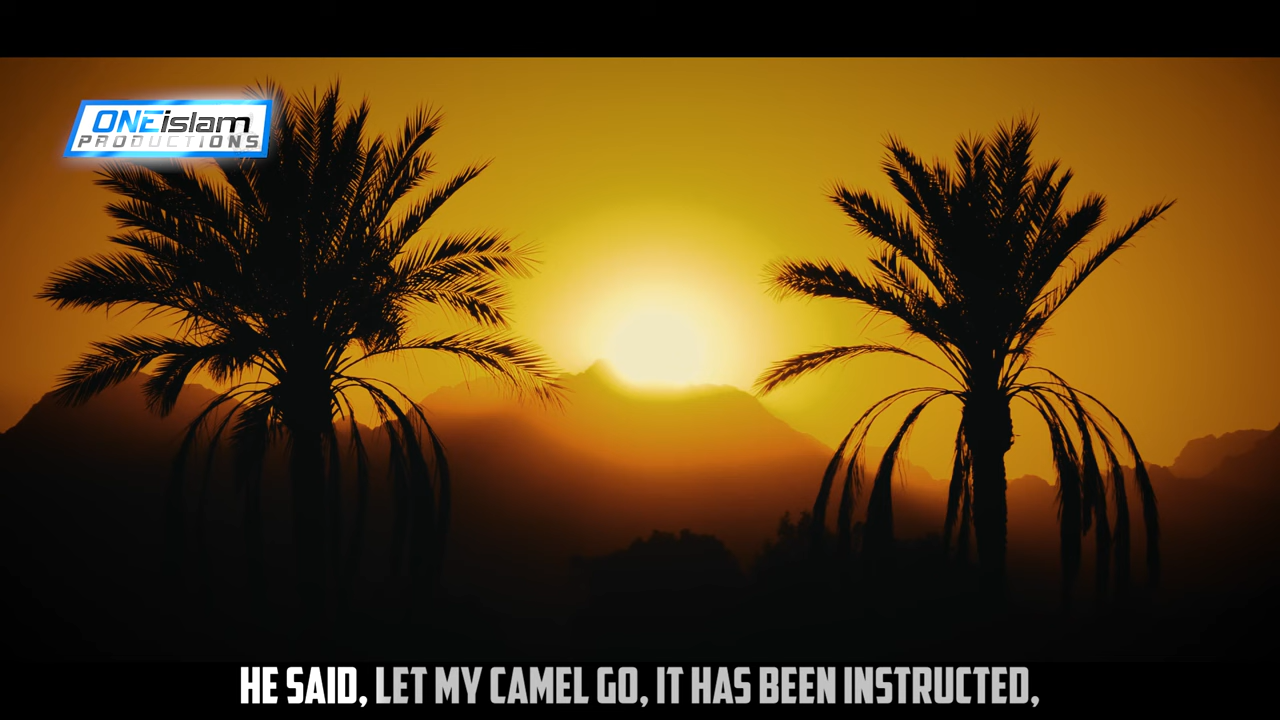 ONEislam
PRODUCTIONS
HE SAID, LET MY CAMEL GO, IT HAS BEEN INSTRUCTED,